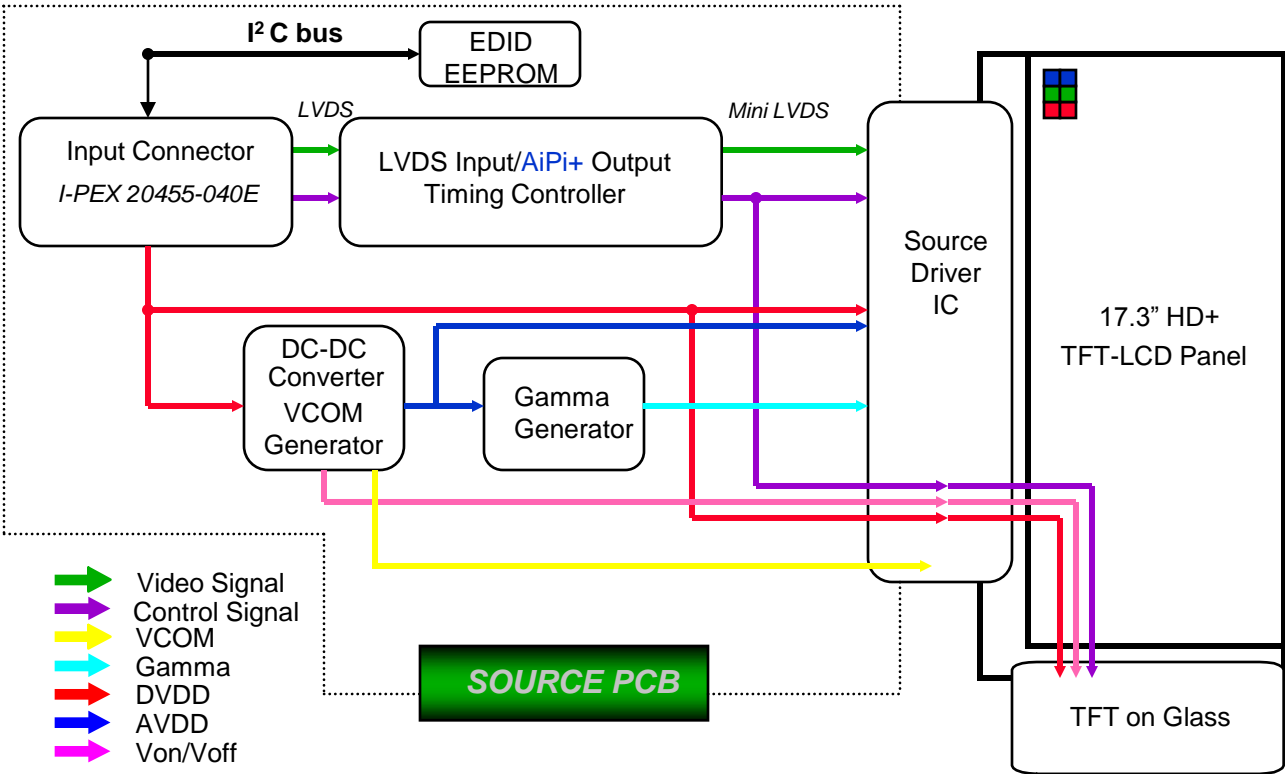 I² C bus
EDID
EEPROM
LVDS
Mini LVDS
Input Connector
I-PEX 20455-040E
LVDS Input/AiPi+ Output
Timing Controller
Source
Driver
IC
17.3” HD+
TFT-LCD Panel
DC-DC
Converter
VCOM
Generator
Gamma
Generator
Video Signal
Control Signal
VCOM
Gamma
DVDD
AVDD
Von/Voff
SOURCE PCB
TFT on Glass